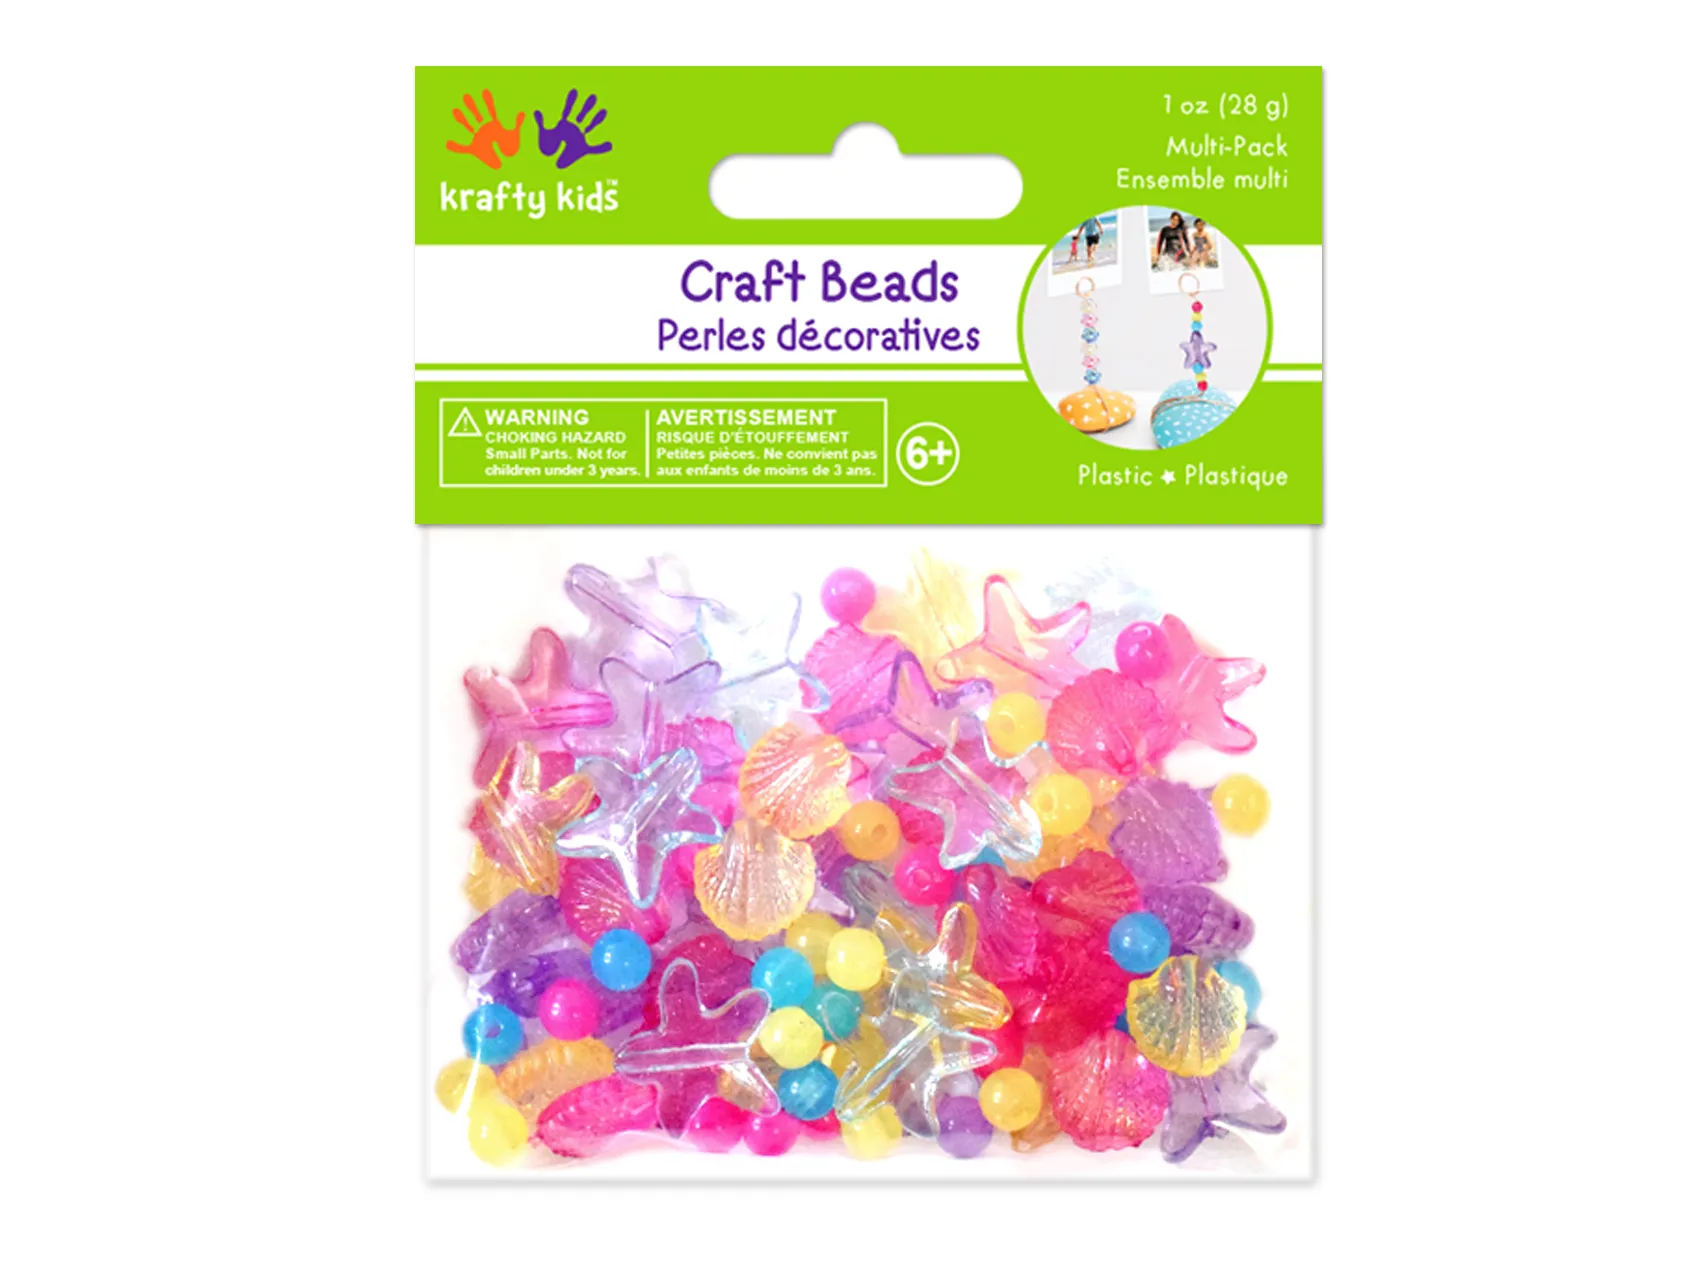 krafty kids™
1 oz (28 g)
Multi-Pack
Ensemble multi
Craft Beads
Perles décoratives
WARNING
CHOKING HAZARD
Small Parts. Not for
children under 3 years.
AVERTISSEMENT
RISQUE D'ÉTOUFFEMENT
Petites pièces. Ne convient pas
aux enfants de moins de 3 ans.
6+
Plastic ★ Plastique